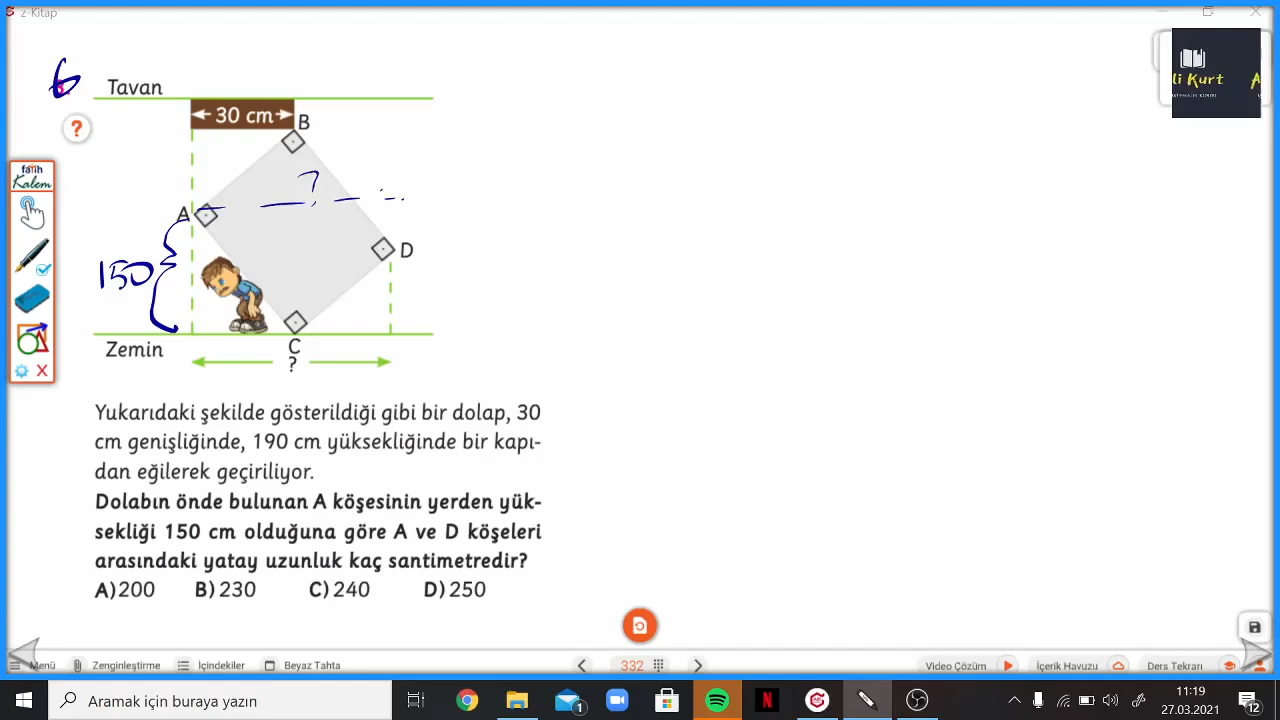 z-Kitap
6
Tavan
30 cm
B
?
?
A
D
150
Zemin
C
?
fatih
Kalem
li Kurt
A
Yukarıdaki şekilde gösterildiği gibi bir dolap, 30
cm genişliğinde, 190 cm yüksekliğinde bir kapı-
dan eğilerek geçiriliyor.
Dolabın önde bulunan A köşesinin yerden yük-
sekliği 150 cm olduğuna göre A ve D köşeleri
arasındaki yatay uzunluk kaç santimetredir?
A) 200 B) 230 C) 240 D) 250
Menü Zenginleştirme İçindekiler Beyaz Tahta 332 Video Çözüm İçerik Havuzu Ders Tekrarı
Aramak için buraya yazın
1
N
11:19
27.03.2021
12